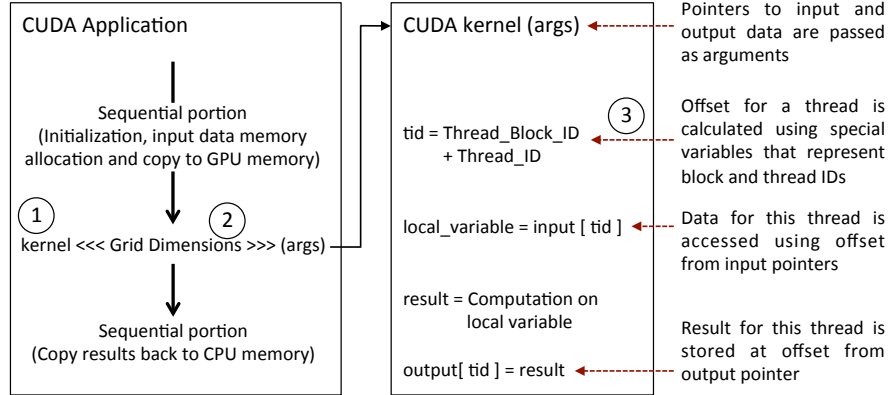 CUDA Application
Sequential portion
(Initialization, input data memory
allocation and copy to GPU memory)
1
2
kernel <<< Grid Dimensions >>> (args)
Sequential portion
(Copy results back to CPU memory)
CUDA kernel (args)
3
tid = Thread_Block_ID
+ Thread_ID
local_variable = input [ tid ]
result = Computation on
local variable
output[ tid ] = result
Pointers to input and
output data are passed
as arguments
Offset for a thread is
calculated using special
variables that represent
block and thread IDs
Data for this thread is
accessed using offset
from input pointers
Result for this thread is
stored at offset from
output pointer